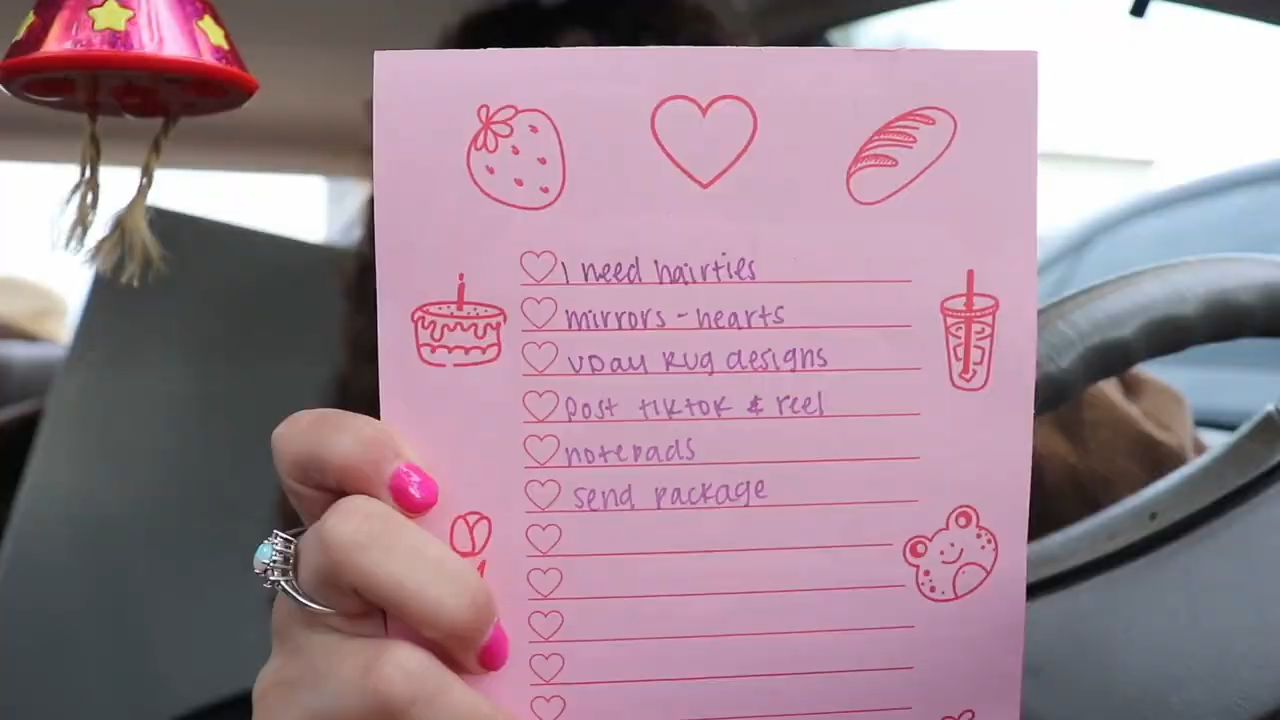 I need hairties
mirrors - hearts
VDay Rug designs
post tiktok & reel
notepads
send package